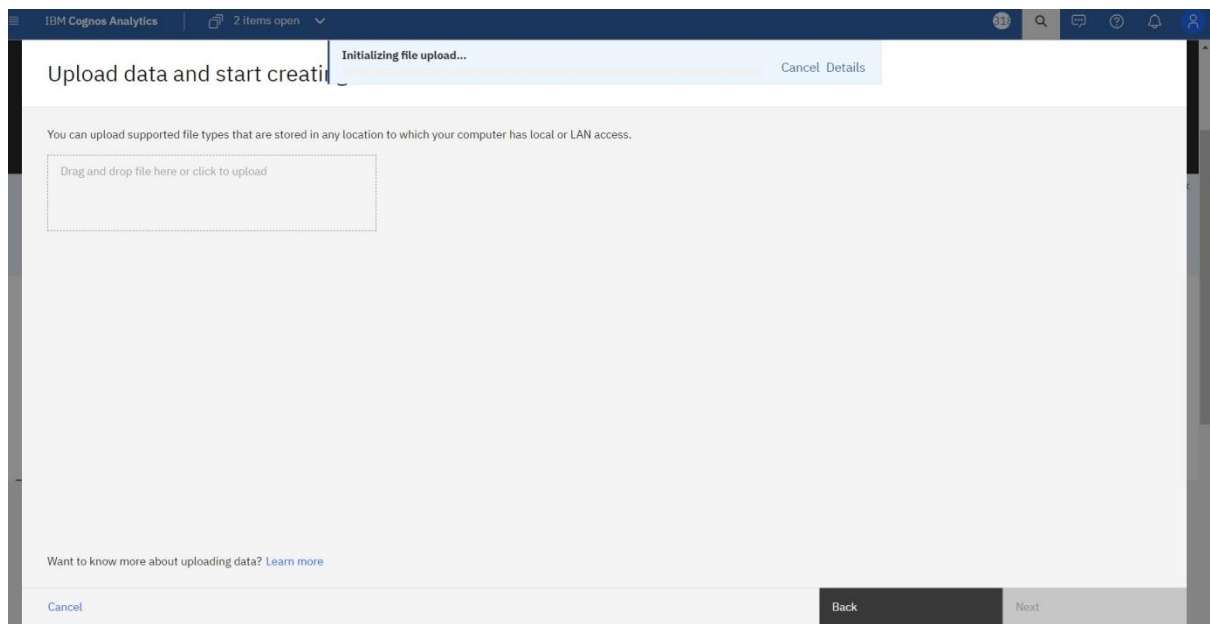 IBM Cognos Analytics
2 items open
318
Initializing file upload...
Cancel Details
Upload data and start creating
You can upload supported file types that are stored in any location to which your computer has local or LAN access.
Drag and drop file here or click to upload
Want to know more about uploading data? Learn more
Cancel
Back
Next